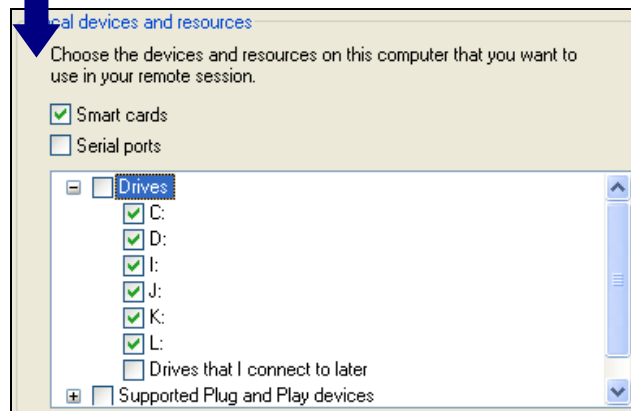 cal devices and resources
Choose the devices and resources on this computer that you want to
use in your remote session.
Smart cards
Serial ports
Drives
C:
D:
I:
J:
K:
L:
Drives that I connect to later
Supported Plug and Play devices